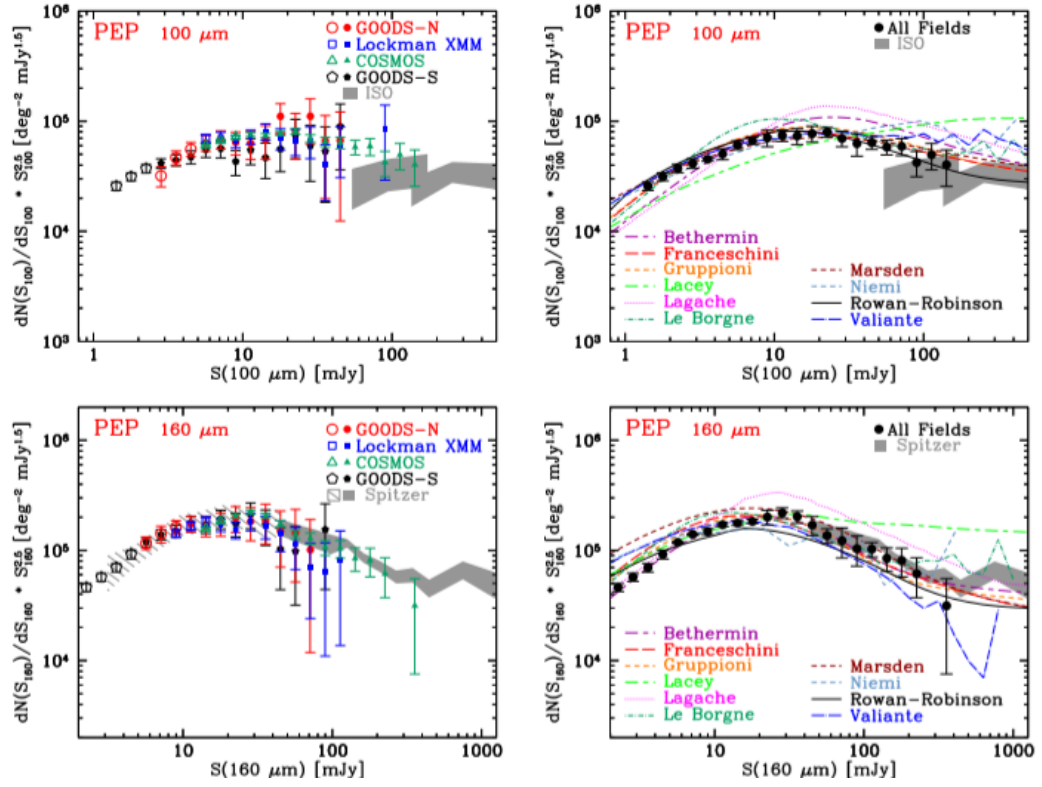 PEP 100 μm
GOODS-N
Lockman XMM
COSMOS
GOODS-S
ISO
10⁶
10⁵
10⁴
10³
dN(S₁₀₀)/dS₁₀₀ * S₁₀₀^2.5 [deg⁻² mJy^1.5]
1 10 100
S(100 μm) [mJy]
PEP 100 μm
All Fields
ISO
10⁶
10⁵
10⁴
10³
dN(S₁₀₀)/dS₁₀₀ * S₁₀₀^2.5 [deg⁻² mJy^1.5]
Bethermin
Franceschini
Gruppioni
Lacey
Lagache
Le Borgne
Marsden
Niemi
Rowan-Robinson
Valiante
1 10 100
S(100 μm) [mJy]
PEP 160 μm
GOODS-N
Lockman XMM
COSMOS
GOODS-S
Spitzer
10⁶
10⁵
10⁴
dN(S₁₆₀)/dS₁₆₀ * S₁₆₀^2.5 [deg⁻² mJy^1.5]
10 100 1000
S(160 μm) [mJy]
PEP 160 μm
All Fields
Spitzer
10⁶
10⁵
10⁴
dN(S₁₆₀)/dS₁₆₀ * S₁₆₀^2.5 [deg⁻² mJy^1.5]
Bethermin
Franceschini
Gruppioni
Lacey
Lagache
Le Borgne
Marsden
Niemi
Rowan-Robinson
Valiante
10 100 1000
S(160 μm) [mJy]